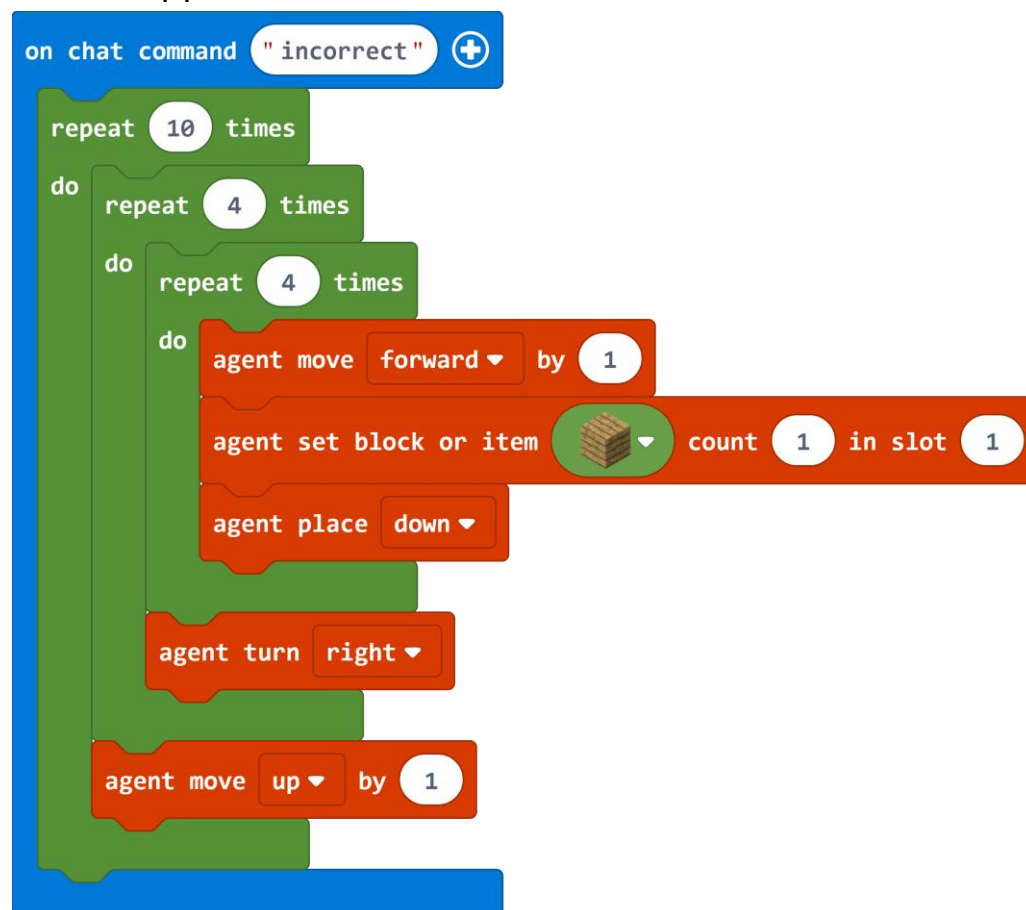 on chat command "incorrect"
repeat 10 times
do
repeat 4 times
do
repeat 4 times
do
agent move forward by 1
agent set block or item count 1 in slot 1
agent place down
agent turn right
agent move up by 1